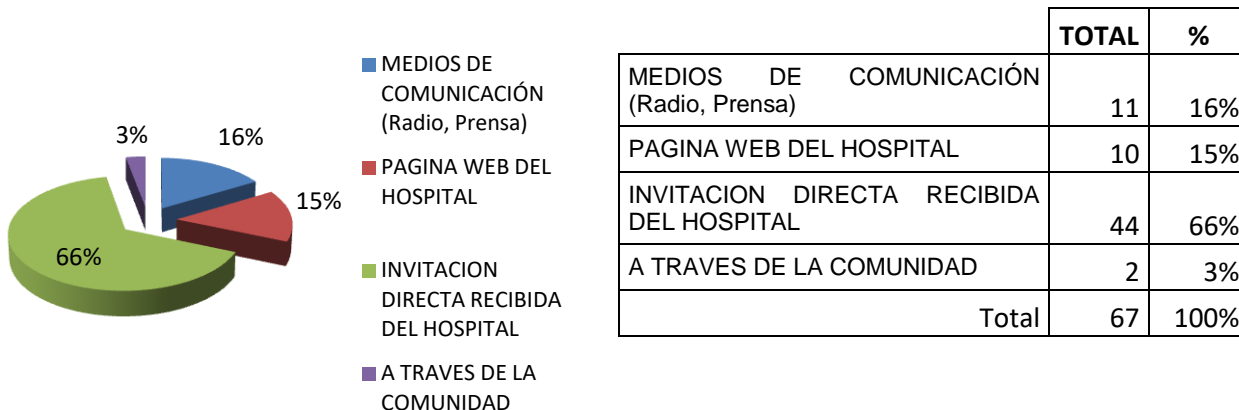 3%
16%
15%
66%
MEDIOS DE
COMUNICACIÓN
(Radio, Prensa)
PAGINA WEB DEL
HOSPITAL
INVITACION
DIRECTA RECIBIDA
DEL HOSPITAL
A TRAVES DE LA
COMUNIDAD
TOTAL %
MEDIOS DE COMUNICACIÓN
(Radio, Prensa) 11 16%
PAGINA WEB DEL HOSPITAL 10 15%
INVITACION DIRECTA RECIBIDA
DEL HOSPITAL 44 66%
A TRAVES DE LA COMUNIDAD 2 3%
Total 67 100%